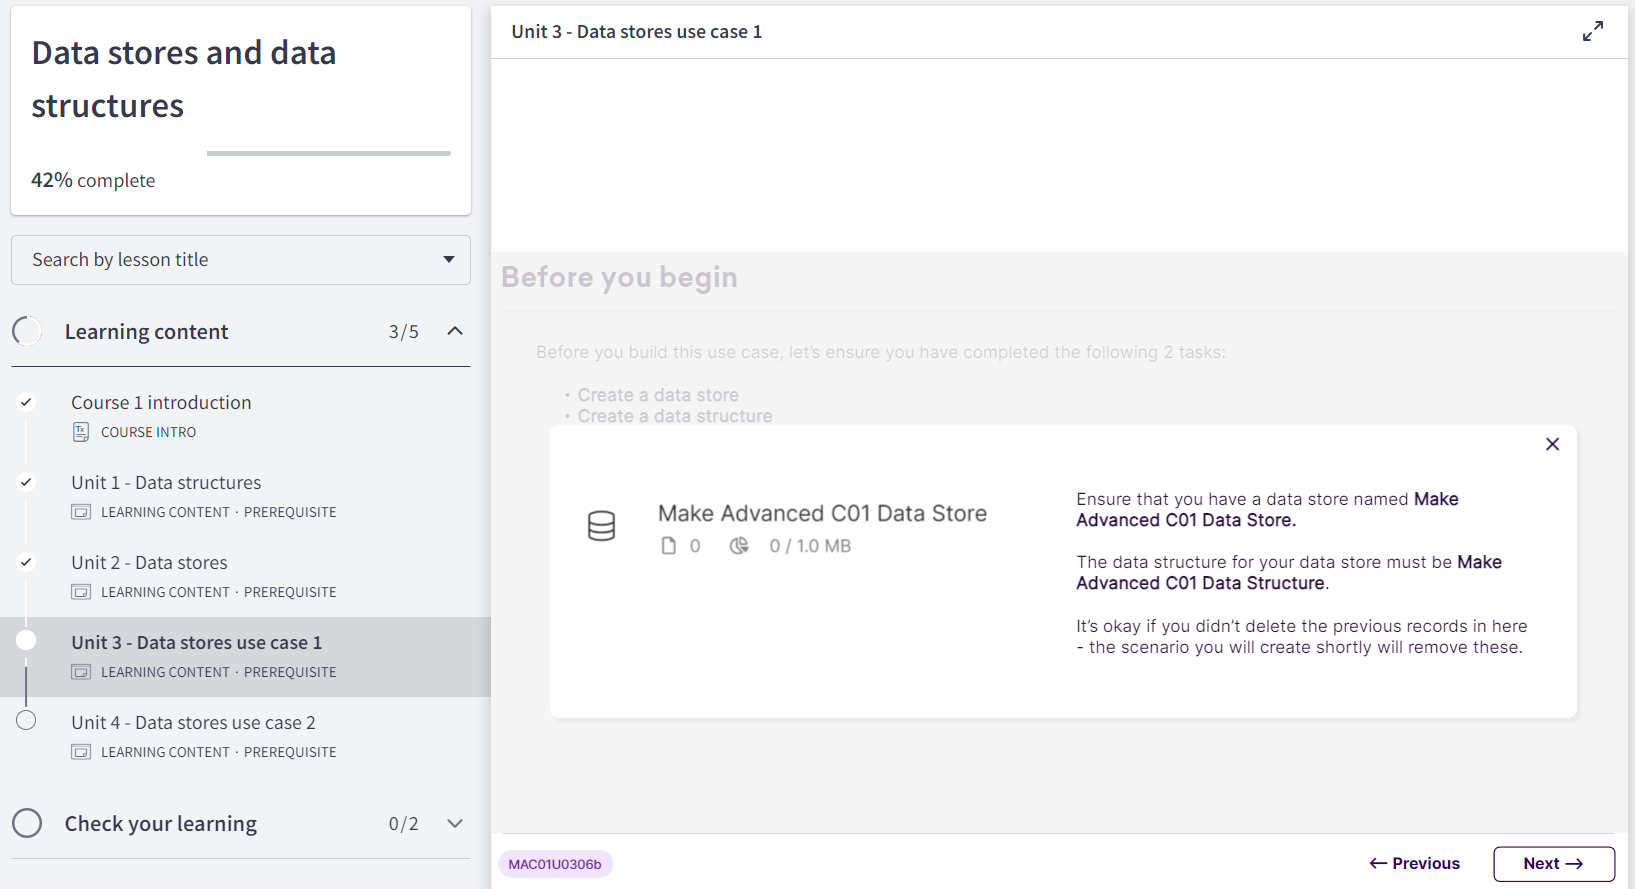 Data stores and data
structures
42% complete
Search by lesson title
Learning content 3/5
Course 1 introduction
COURSE INTRO
Unit 1 - Data structures
LEARNING CONTENT · PREREQUISITE
Unit 2 - Data stores
LEARNING CONTENT · PREREQUISITE
Unit 3 - Data stores use case 1
LEARNING CONTENT · PREREQUISITE
Unit 4 - Data stores use case 2
LEARNING CONTENT · PREREQUISITE
Check your learning 0/2
Unit 3 - Data stores use case 1
Before you begin
Before you build this use case, let's ensure you have completed the following 2 tasks:
• Create a data store
• Create a data structure
Make Advanced C01 Data Store
0 0 / 1.0 MB
Ensure that you have a data store named Make
Advanced C01 Data Store.
The data structure for your data store must be Make
Advanced C01 Data Structure.
It's okay if you didn't delete the previous records in here
- the scenario you will create shortly will remove these.
MAC01U0306b
← Previous
Next →